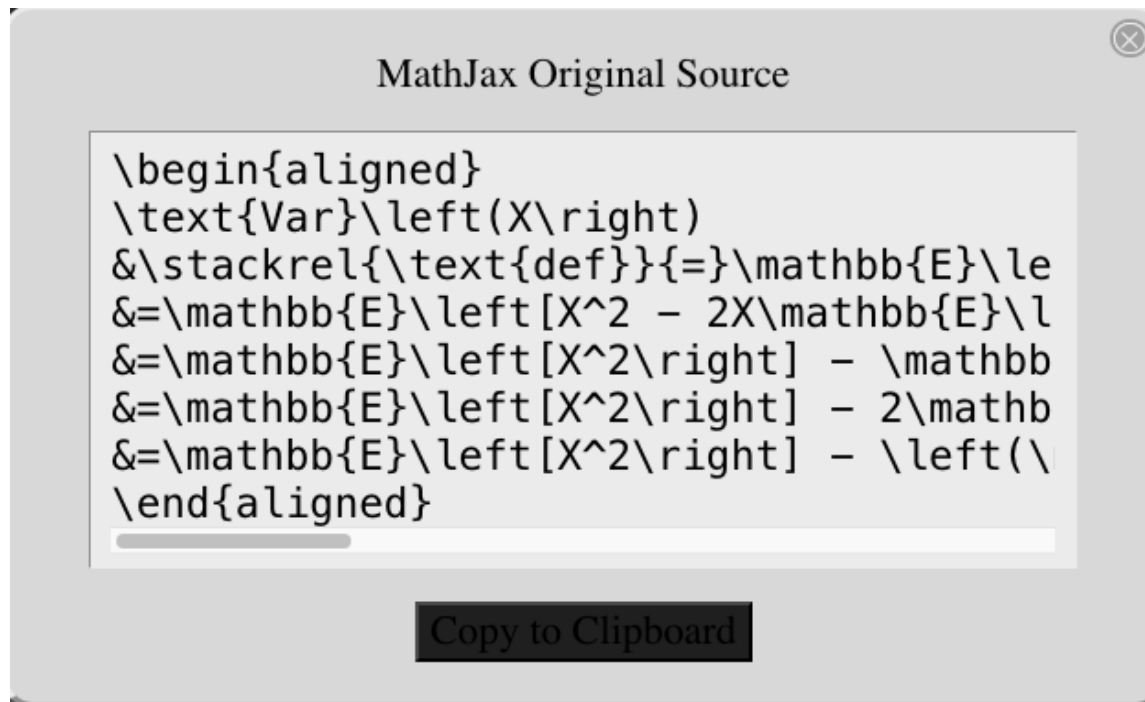 MathJax Original Source
\begin{aligned}
\text{Var}\left(X\right)
&\stackrel{\text{def}}{=}\mathbb{E}\le
&=\mathbb{E}\left[X^2 - 2X\mathbb{E}\l
&=\mathbb{E}\left[X^2\right] - \mathbb
&=\mathbb{E}\left[X^2\right] - 2\mathb
&=\mathbb{E}\left[X^2\right] - \left(\
\end{aligned}
Copy to Clipboard